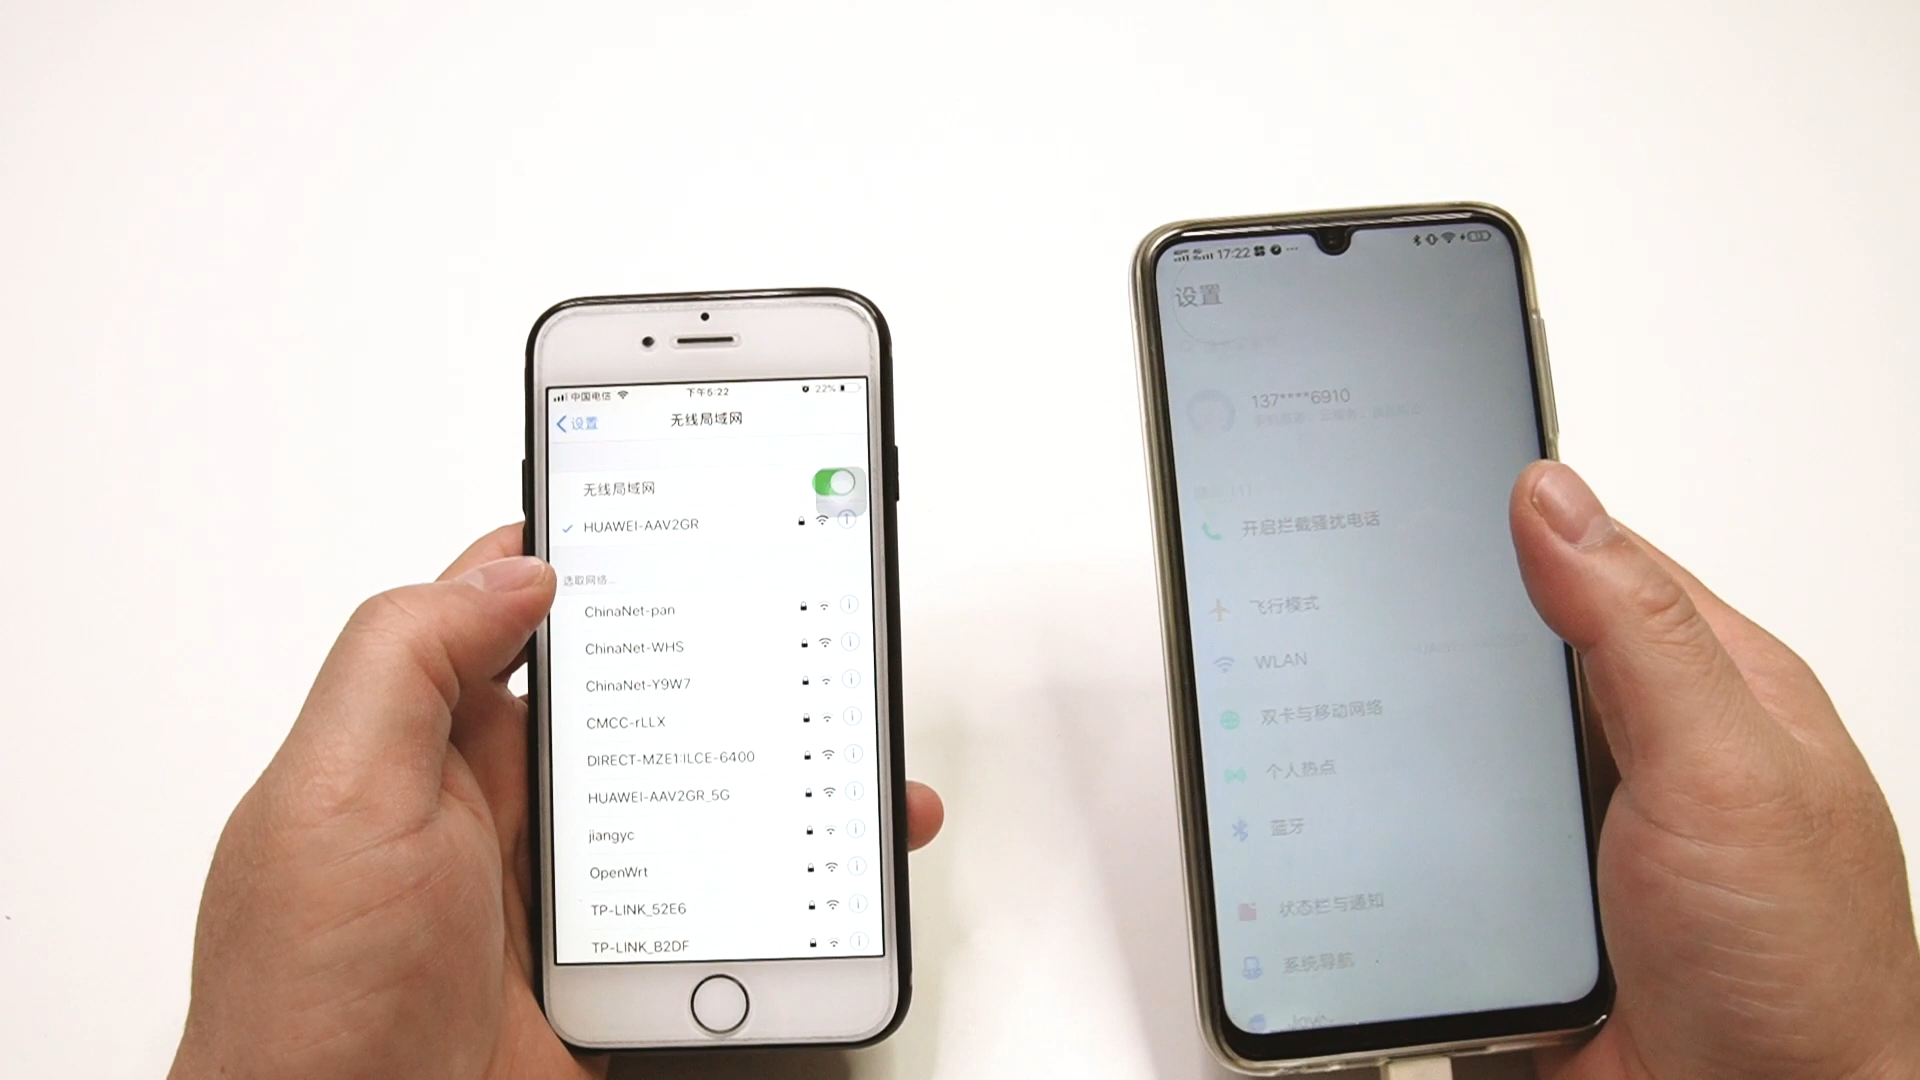 中国电信 下午5:22 22%
设置 无线局域网
无线局域网
HUAWEI-AAV2GR
选取网络...
ChinaNet-pan
ChinaNet-WHS
ChinaNet-Y9W7
CMCC-rLLX
DIRECT-MZE1:ILCE-6400
HUAWEI-AAV2GR_5G
jiangyc
OpenWrt
TP-LINK_52E6
TP-LINK_B2DF
17:22
设置
137****6910
开启拦截骚扰电话
飞行模式
WLAN
双卡与移动网络
个人热点
蓝牙
状态栏与通知
系统导航